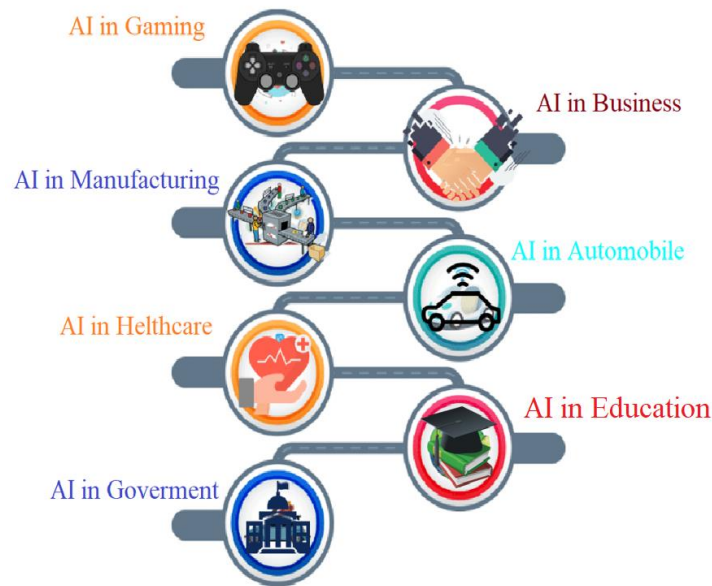 AI in Gaming
AI in Business
AI in Manufacturing
AI in Automobile
AI in Helthcare
AI in Education
AI in Goverment